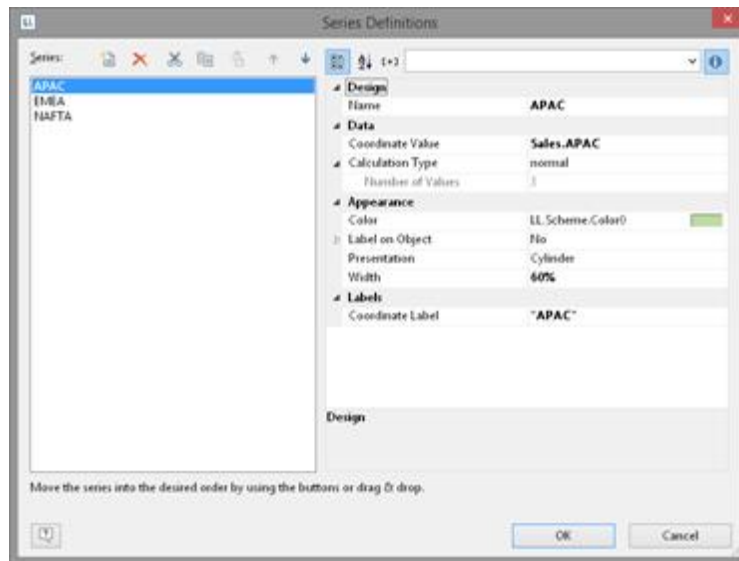 LL
Series Definitions
Series:
APAC
EMEA
NAFTA
Design
Name APAC
Data
Coordinate Value Sales.APAC
Calculation Type normal
Number of Values 3
Appearance
Color LL.Scheme.Color0
Label on Object No
Presentation Cylinder
Width 60%
Labels
Coordinate Label "APAC"
Design
Move the series into the desired order by using the buttons or drag & drop.
OK Cancel